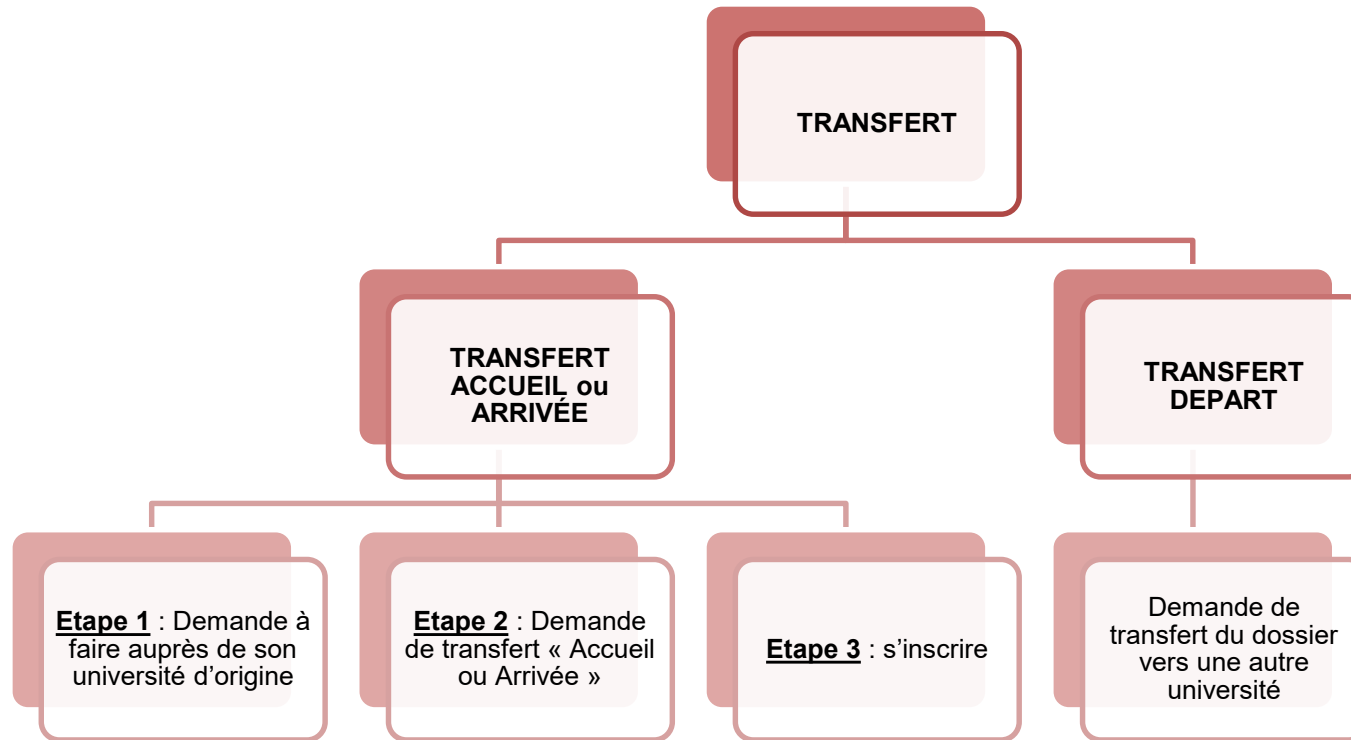 TRANSFERT
TRANSFERT
ACCUEIL ou
ARRIVÉE
TRANSFERT
DEPART
Etape 1 : Demande à
faire auprès de son
université d’origine
Etape 2 : Demande
de transfert « Accueil
ou Arrivée »
Etape 3 : s’inscrire
Demande de
transfert du dossier
vers une autre
université